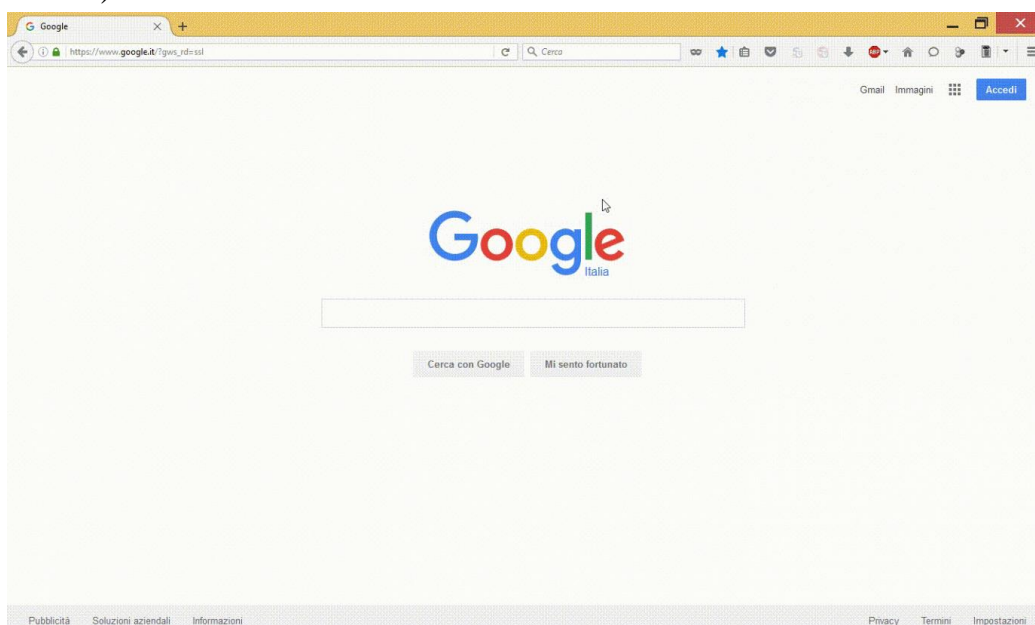 G Google
https://www.google.it/?gws_rd=ssl
Cerca
ABP
Gmail Immagini Accedi
Google
Italia
Cerca con Google Mi sento fortunato
Pubblicità Soluzioni aziendali Informazioni Privacy Termini Impostazioni